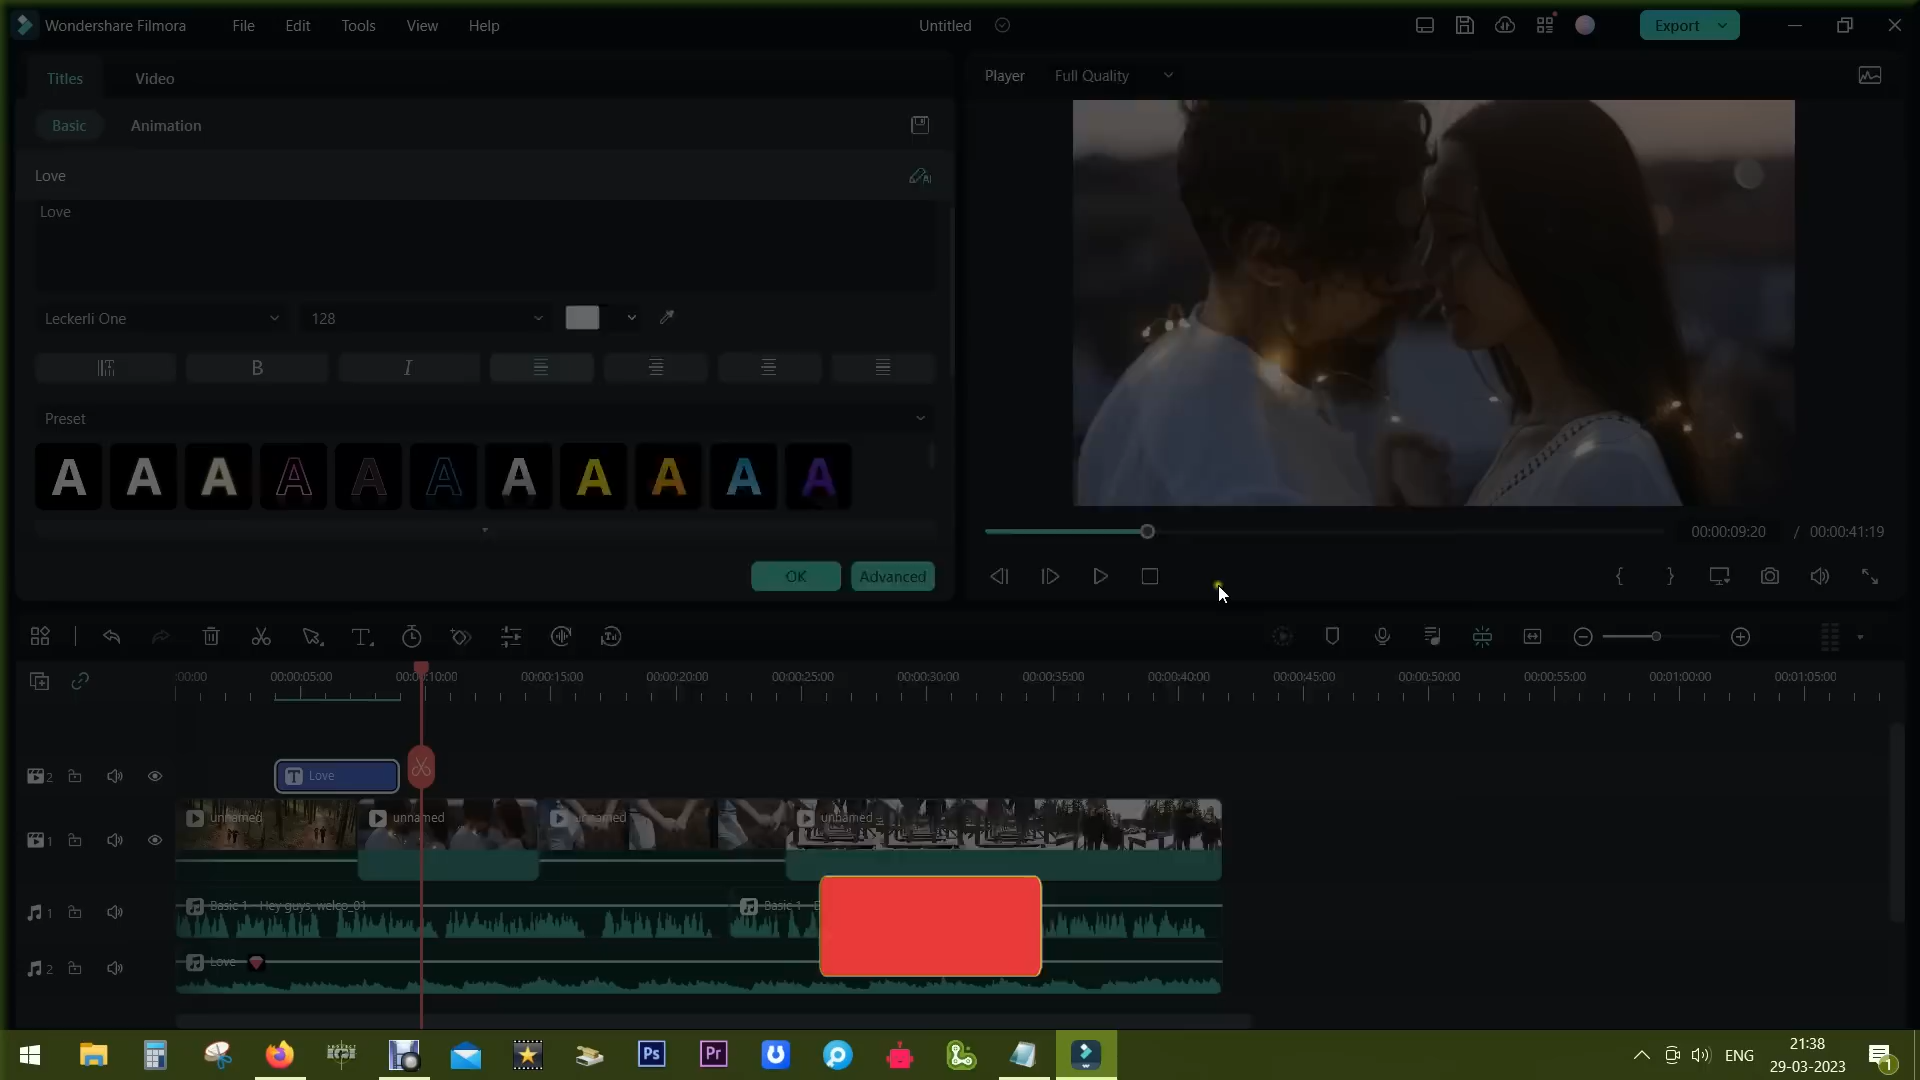 Wondershare Filmora File Edit Tools View Help Untitled Export
Titles Video
Player Full Quality
Basic Animation
Love
Love
Leckerli One 128
B I
Preset
A A A A A A A A A A A
00:00:09:20 / 00:00:41:19
OK Advanced
:00:00 00:00:05:00 00:00:10:00 00:00:15:00 00:00:20:00 00:00:25:00 00:00:30:00 00:00:35:00 00:00:40:00 00:00:45:00 00:00:50:00 00:00:55:00 00:01:00:00 00:01:05:00
2 T Love
unnamed unnamed unnamed unnamed
1
1 Basic 1 - Hey guys, welco_01 Basic 1
2 Love
Ps Pr ENG
21:38
29-03-2023
1